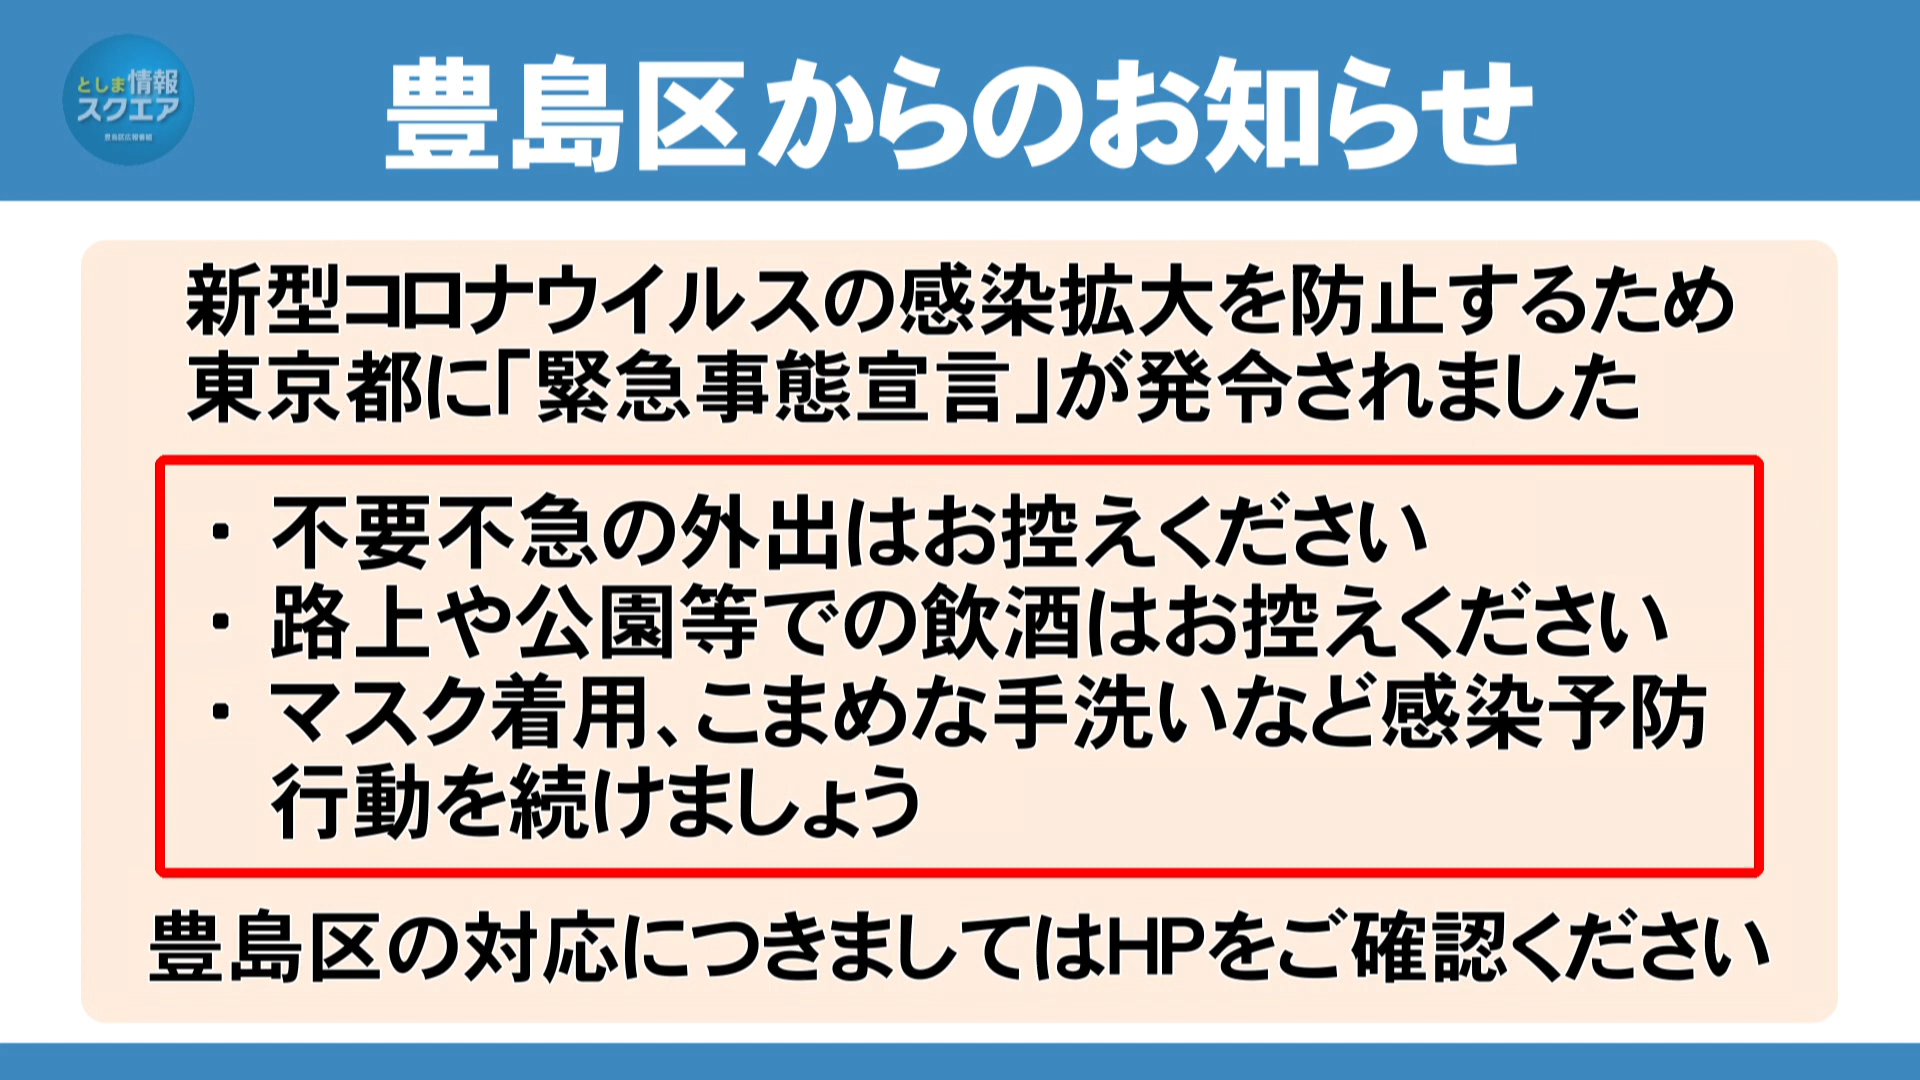 としま情報
スクエア
豊島区広報番組
豊島区からのお知らせ
新型コロナウイルスの感染拡大を防止するため
東京都に「緊急事態宣言」が発令されました
・ 不要不急の外出はお控えください
・ 路上や公園等での飲酒はお控えください
・ マスク着用、こまめな手洗いなど感染予防
行動を続けましょう
豊島区の対応につきましてはHPをご確認ください